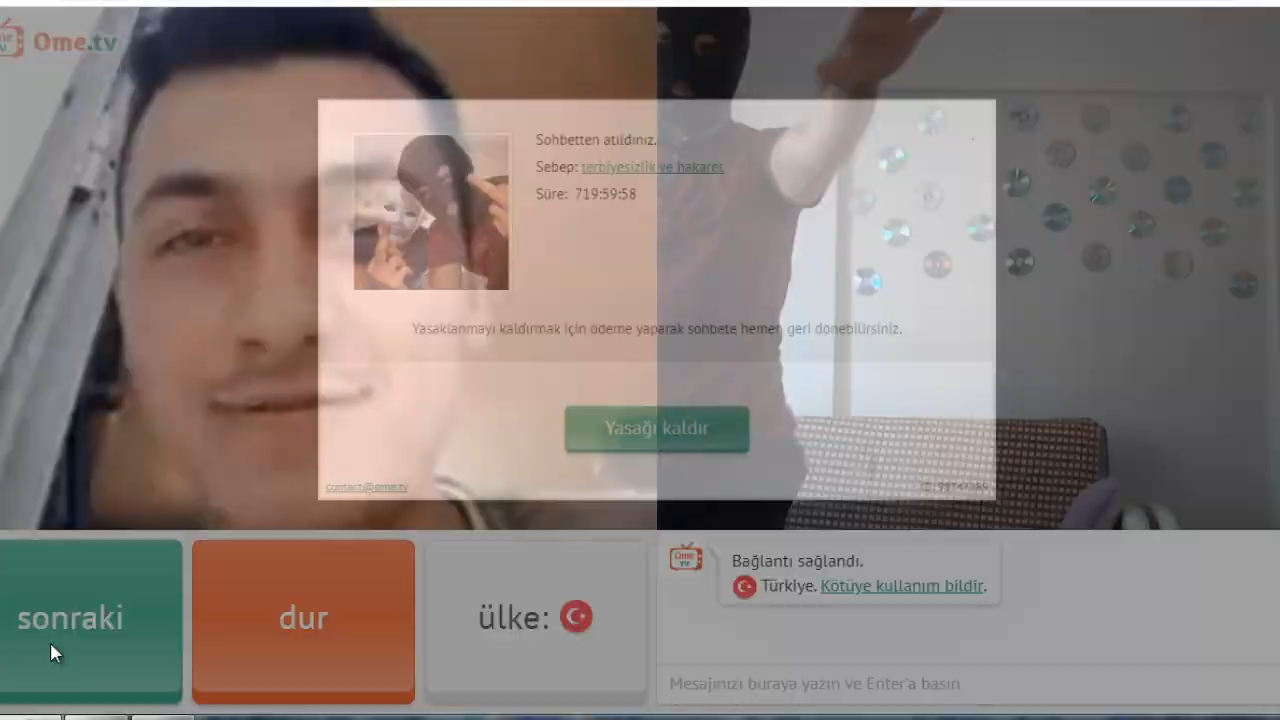 Ome.tv
Sohbetten atıldınız.
Sebep: terbiyesizlik ve hakaret
Süre: 719:59:58
Yasaklanmayı kaldırmak için ödeme yaparak sohbete hemen geri dönebilirsiniz.
Yasağı kaldır
contact@ome.tv
sonraki
dur
ülke:
Ome
TV
Bağlantı sağlandı.
Türkiye. Kötüye kullanım bildir.
Mesajınızı buraya yazın ve Enter'a basın